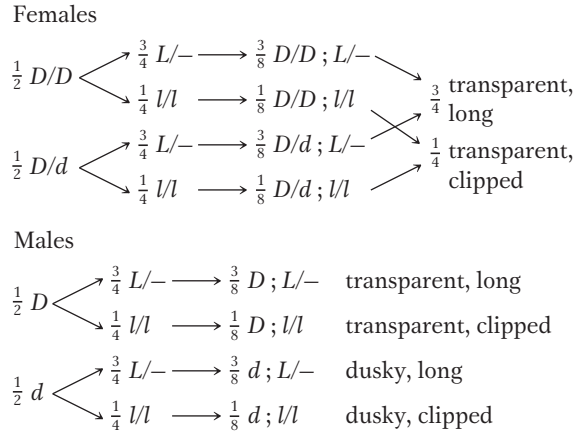 Females
3/4 L/– 3/8 D/D ; L/–
1/2 D/D 3/4 transparent, long
1/4 l/l 1/8 D/D ; l/l
3/4 L/– 3/8 D/d ; L/– 1/4 transparent, clipped
1/2 D/d
1/4 l/l 1/8 D/d ; l/l
Males
3/4 L/– 3/8 D ; L/– transparent, long
1/2 D
1/4 l/l 1/8 D ; l/l transparent, clipped
3/4 L/– 3/8 d ; L/– dusky, long
1/2 d
1/4 l/l 1/8 d ; l/l dusky, clipped